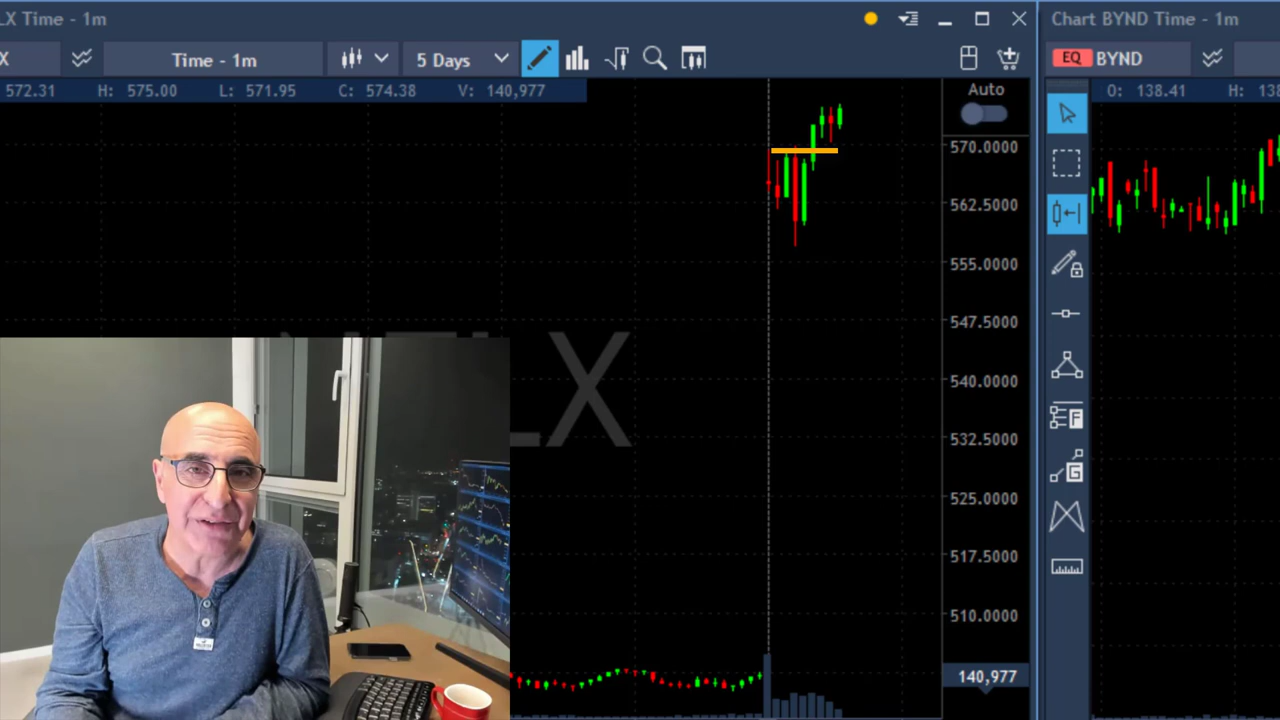 LX Time - 1m
X
Time - 1m
5 Days
572.31 H: 575.00 L: 571.95 C: 574.38 V: 140,977
Auto
570.0000
562.5000
555.0000
547.5000
540.0000
532.5000
525.0000
517.5000
510.0000
140,977
NFLX
Chart BYND Time - 1m
EQ BYND
O: 138.41 H: 138
F
G